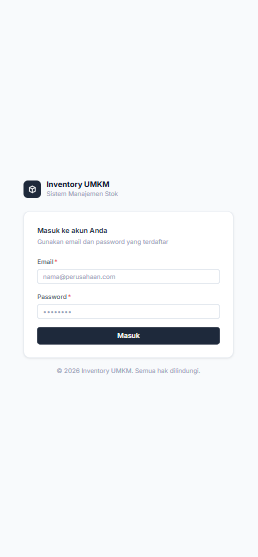 Inventory UMKM
Sistem Manajemen Stok
Masuk ke akun Anda
Gunakan email dan password yang terdaftar
Email *
nama@perusahaan.com
Password *
••••••••
Masuk
© 2026 Inventory UMKM. Semua hak dilindungi.